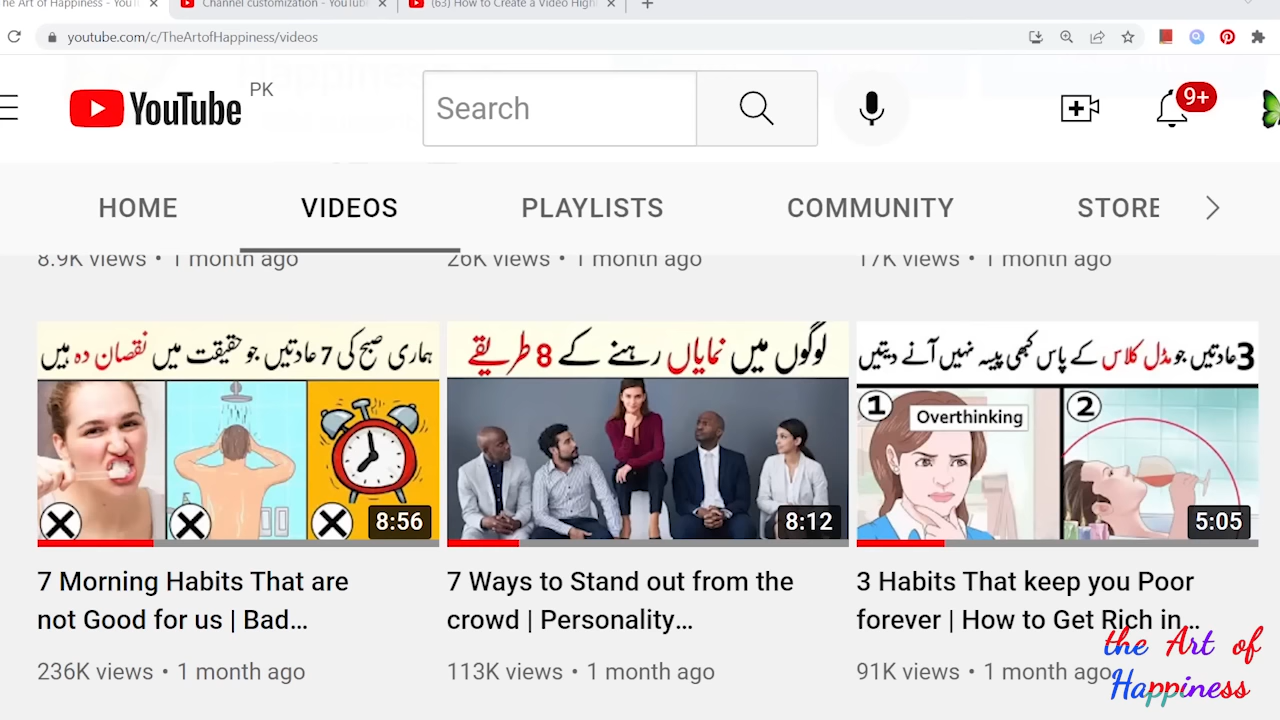 The Art of Happiness - YouT
Channel customization - YouTube
(63) How to Create a Video High
youtube.com/c/TheArtofHappiness/videos
YouTube PK
Search
9+
HOME VIDEOS PLAYLISTS COMMUNITY STORE
8.9K views • 1 month ago
26K views • 1 month ago
17K views • 1 month ago
ہماری صبح کی 7 عادتیں جو حقیقت میں نقصان دہ ہیں
8:56
7 Morning Habits That are
not Good for us | Bad...
236K views • 1 month ago
لوگوں میں نمایاں رہنے کے 8 طریقے
8:12
7 Ways to Stand out from the
crowd | Personality...
113K views • 1 month ago
3 عادتیں جو مڈل کلاس کے پاس کبھی پیسہ نہیں آنے دیتیں
1
Overthinking
2
5:05
3 Habits That keep you Poor
forever | How to Get Rich in...
91K views • 1 month ago
the Art of
Happiness